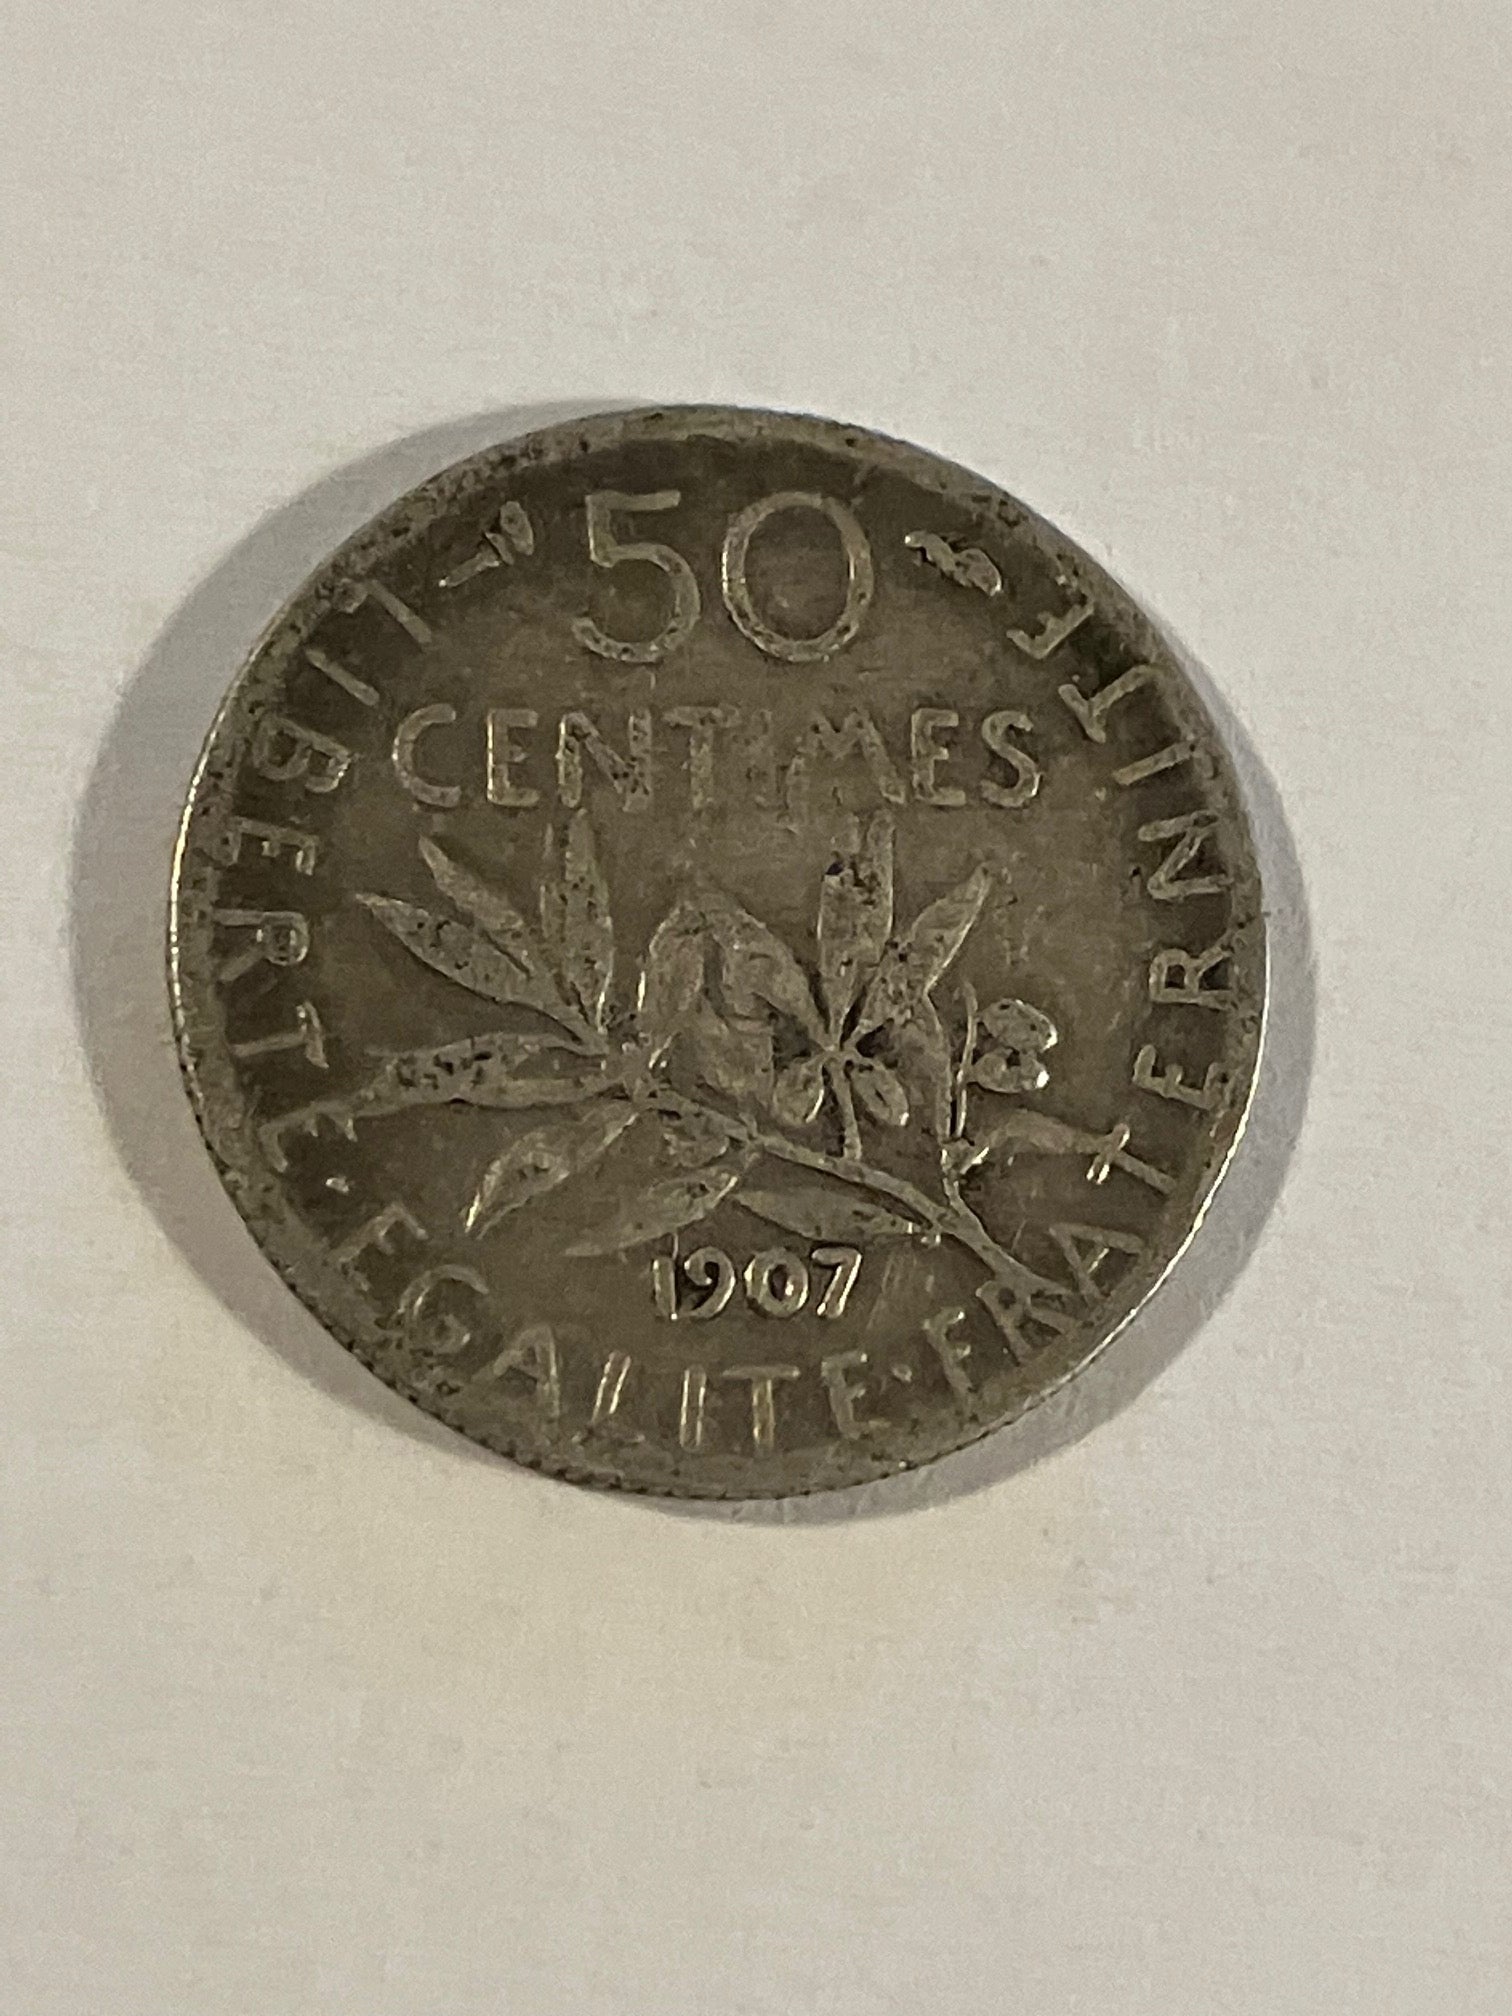 50
CENTIMES
1907
LIBERTE·EGALITE·FRATERNITE